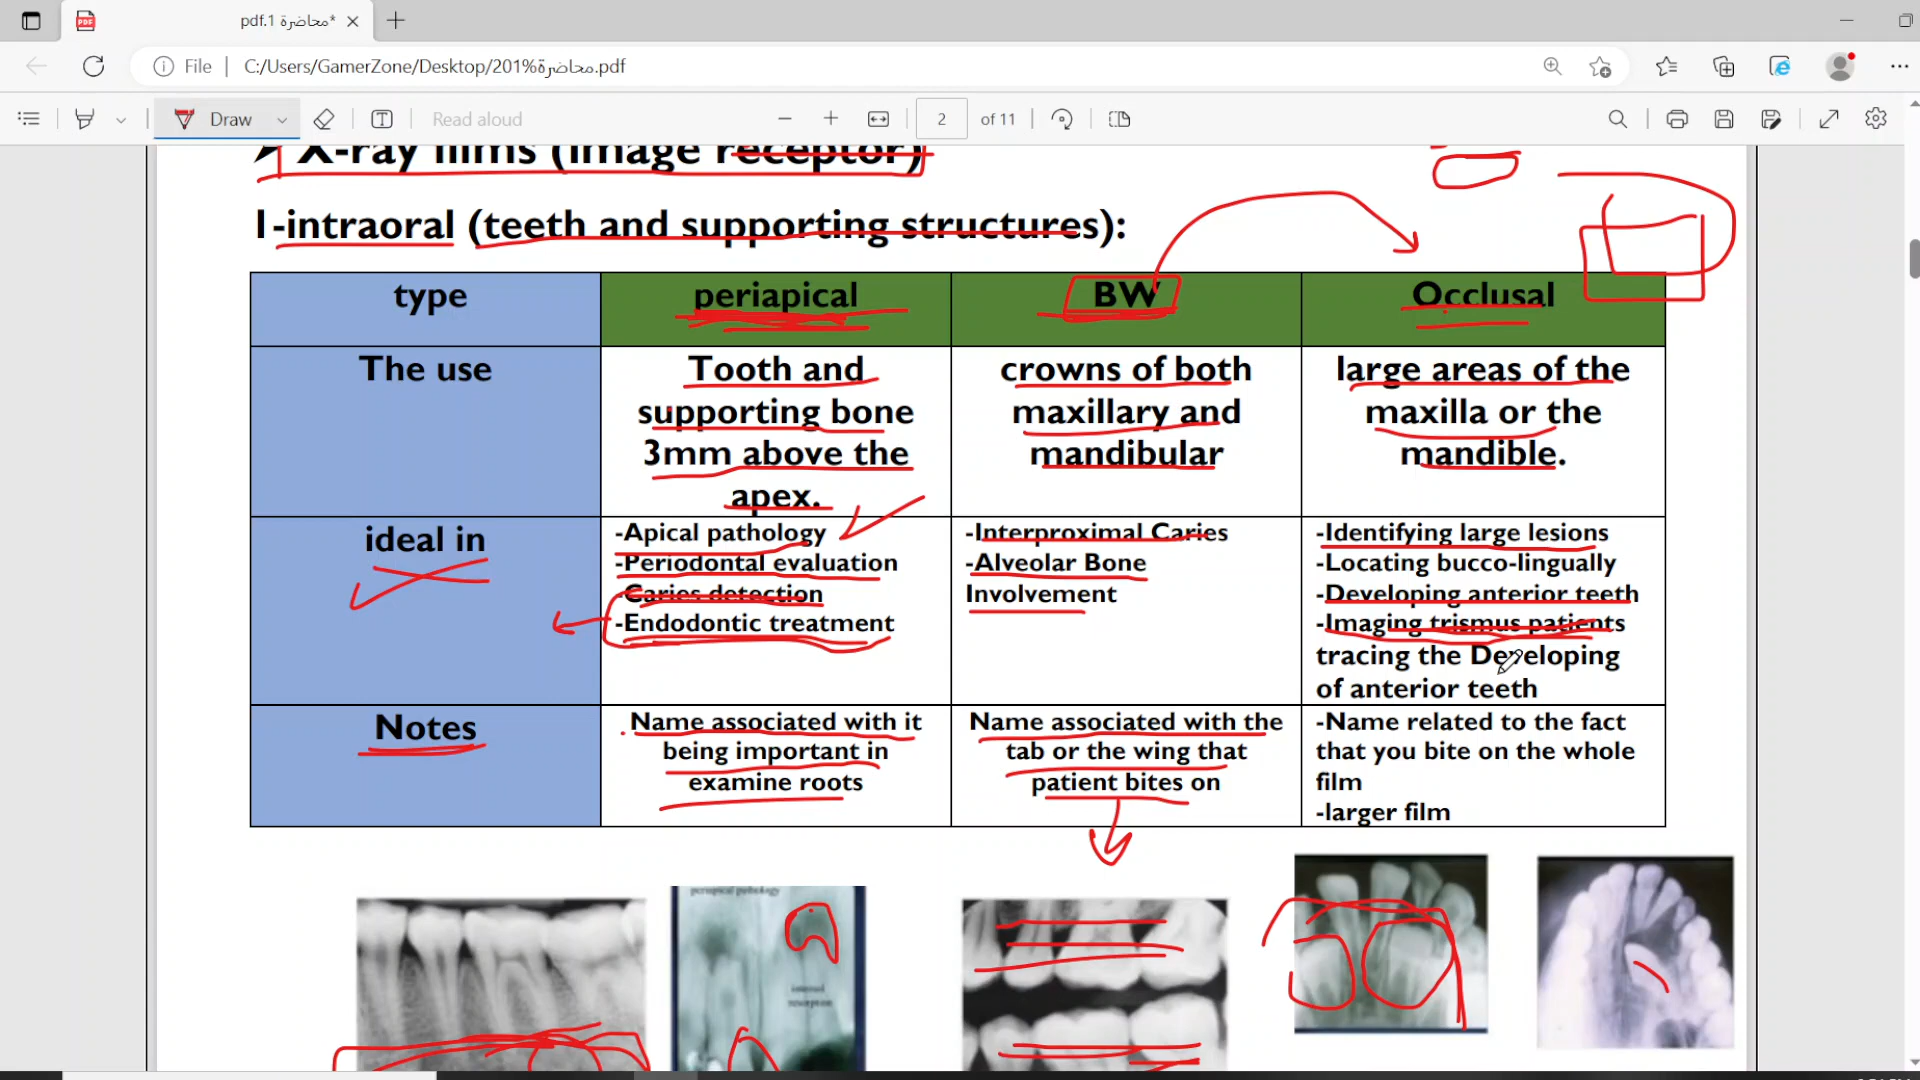 محاضرة 1.pdf*
File
C:/Users/GamerZone/Desktop/201%محاضرة.pdf
Draw
Read aloud
2
of 11
X-ray films (image receptor)
1-intraoral (teeth and supporting structures):
type
periapical
BW
Occlusal
The use
Tooth and
supporting bone
3mm above the
apex.
crowns of both
maxillary and
mandibular
large areas of the
maxilla or the
mandible.
ideal in
-Apical pathology
-Periodontal evaluation
-Caries detection
-Endodontic treatment
-Interproximal Caries
-Alveolar Bone
Involvement
-Identifying large lesions
-Locating bucco-lingually
-Developing anterior teeth
-Imaging trismus patients
tracing the Developing
of anterior teeth
Notes
Name associated with it
being important in
examine roots
Name associated with the
tab or the wing that
patient bites on
-Name related to the fact
that you bite on the whole
film
-larger film
periapical pathology
internal
resorption